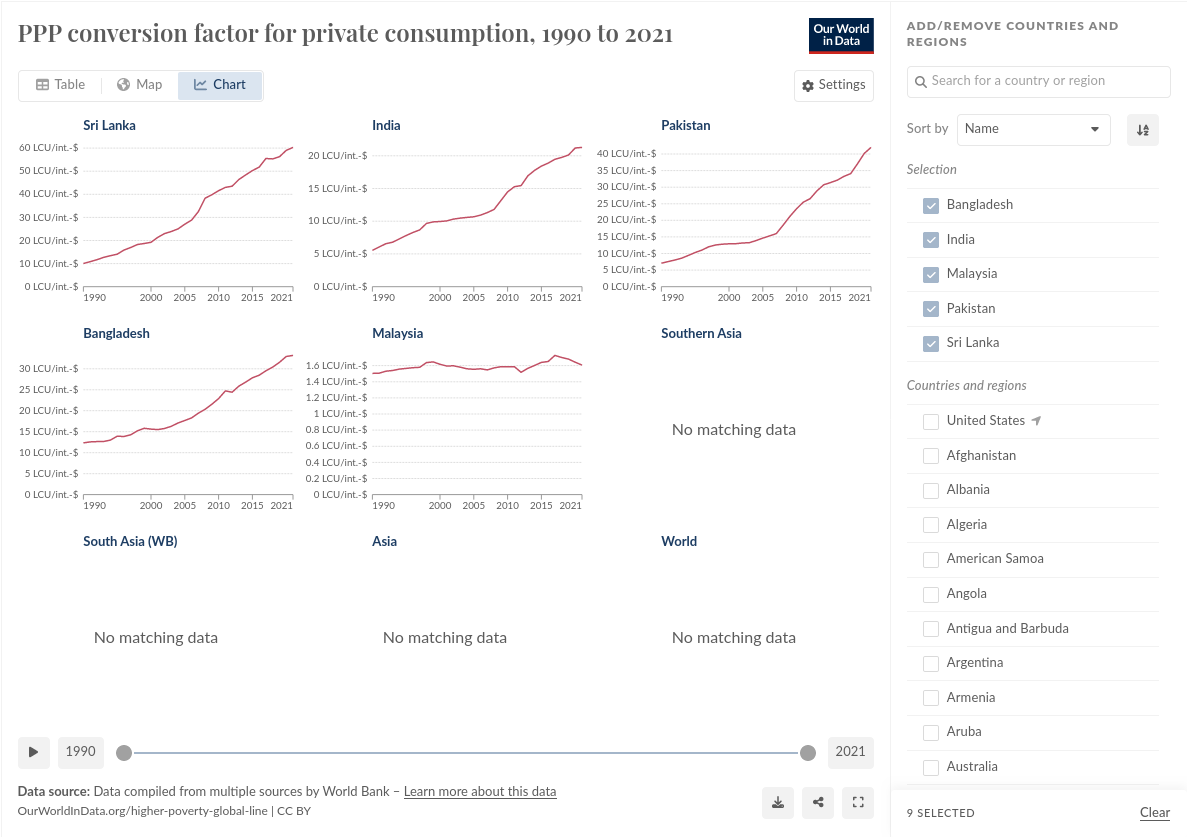 PPP conversion factor for private consumption, 1990 to 2021
Our World
in Data
Table
Map
Chart
Settings
Sri Lanka
60 LCU/int.-$
50 LCU/int.-$
40 LCU/int.-$
30 LCU/int.-$
20 LCU/int.-$
10 LCU/int.-$
0 LCU/int.-$
1990 2000 2005 2010 2015 2021
India
20 LCU/int.-$
15 LCU/int.-$
10 LCU/int.-$
5 LCU/int.-$
0 LCU/int.-$
1990 2000 2005 2010 2015 2021
Pakistan
40 LCU/int.-$
35 LCU/int.-$
30 LCU/int.-$
25 LCU/int.-$
20 LCU/int.-$
15 LCU/int.-$
10 LCU/int.-$
5 LCU/int.-$
0 LCU/int.-$
1990 2000 2005 2010 2015 2021
Bangladesh
30 LCU/int.-$
25 LCU/int.-$
20 LCU/int.-$
15 LCU/int.-$
10 LCU/int.-$
5 LCU/int.-$
0 LCU/int.-$
1990 2000 2005 2010 2015 2021
Malaysia
1.6 LCU/int.-$
1.4 LCU/int.-$
1.2 LCU/int.-$
1 LCU/int.-$
0.8 LCU/int.-$
0.6 LCU/int.-$
0.4 LCU/int.-$
0.2 LCU/int.-$
0 LCU/int.-$
1990 2000 2005 2010 2015 2021
Southern Asia
No matching data
South Asia (WB)
No matching data
Asia
No matching data
World
No matching data
1990
2021
Data source: Data compiled from multiple sources by World Bank – Learn more about this data
OurWorldInData.org/higher-poverty-global-line | CC BY
ADD/REMOVE COUNTRIES AND
REGIONS
Search for a country or region
Sort by Name
Selection
Bangladesh
India
Malaysia
Pakistan
Sri Lanka
Countries and regions
United States
Afghanistan
Albania
Algeria
American Samoa
Angola
Antigua and Barbuda
Argentina
Armenia
Aruba
Australia
9 SELECTED
Clear